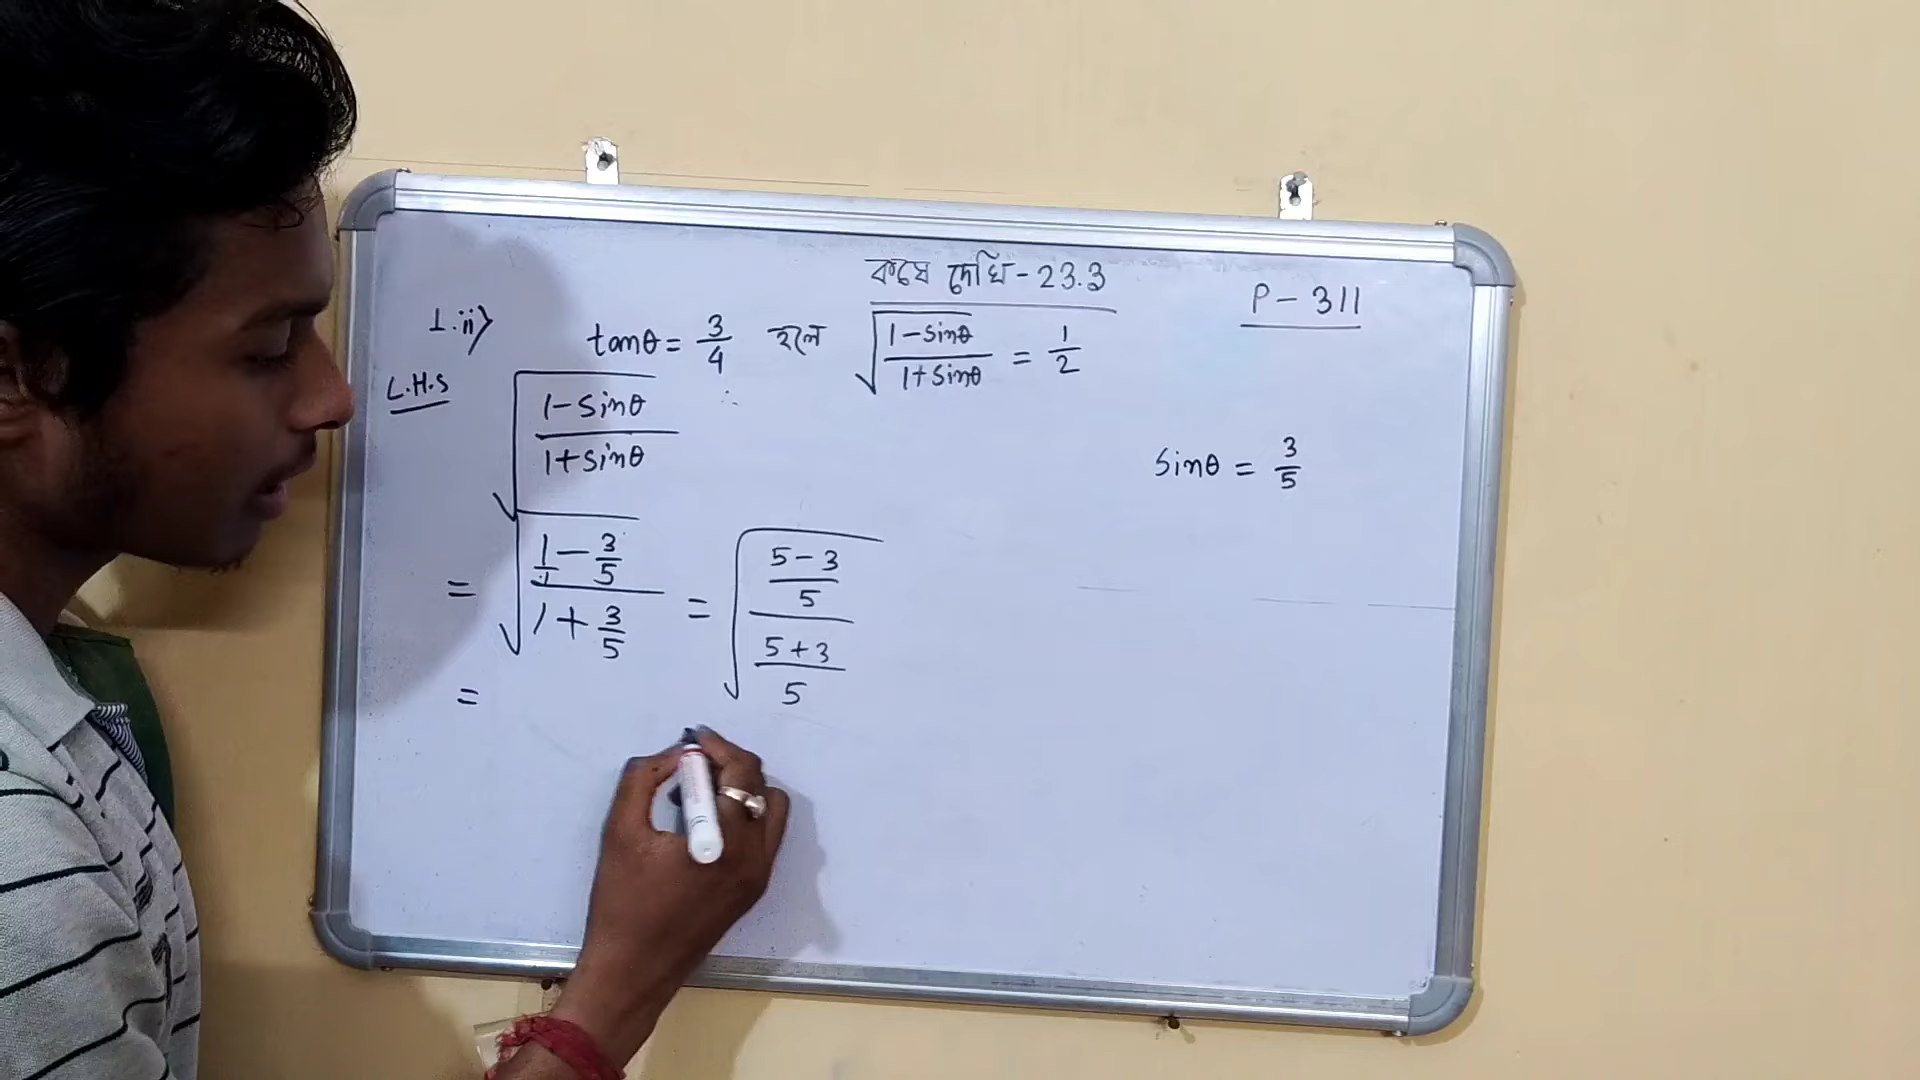 কষে দেখি - 23.3
P - 311
1.ii) tanθ = 3/4 হলে √((1-sinθ)/(1+sinθ)) = 1/2
L.H.S √((1-sinθ)/(1+sinθ)) ∴
sinθ = 3/5
= √((1/1 - 3/5)/(1 + 3/5)) = √(((5-3)/5)/((5+3)/5))
=